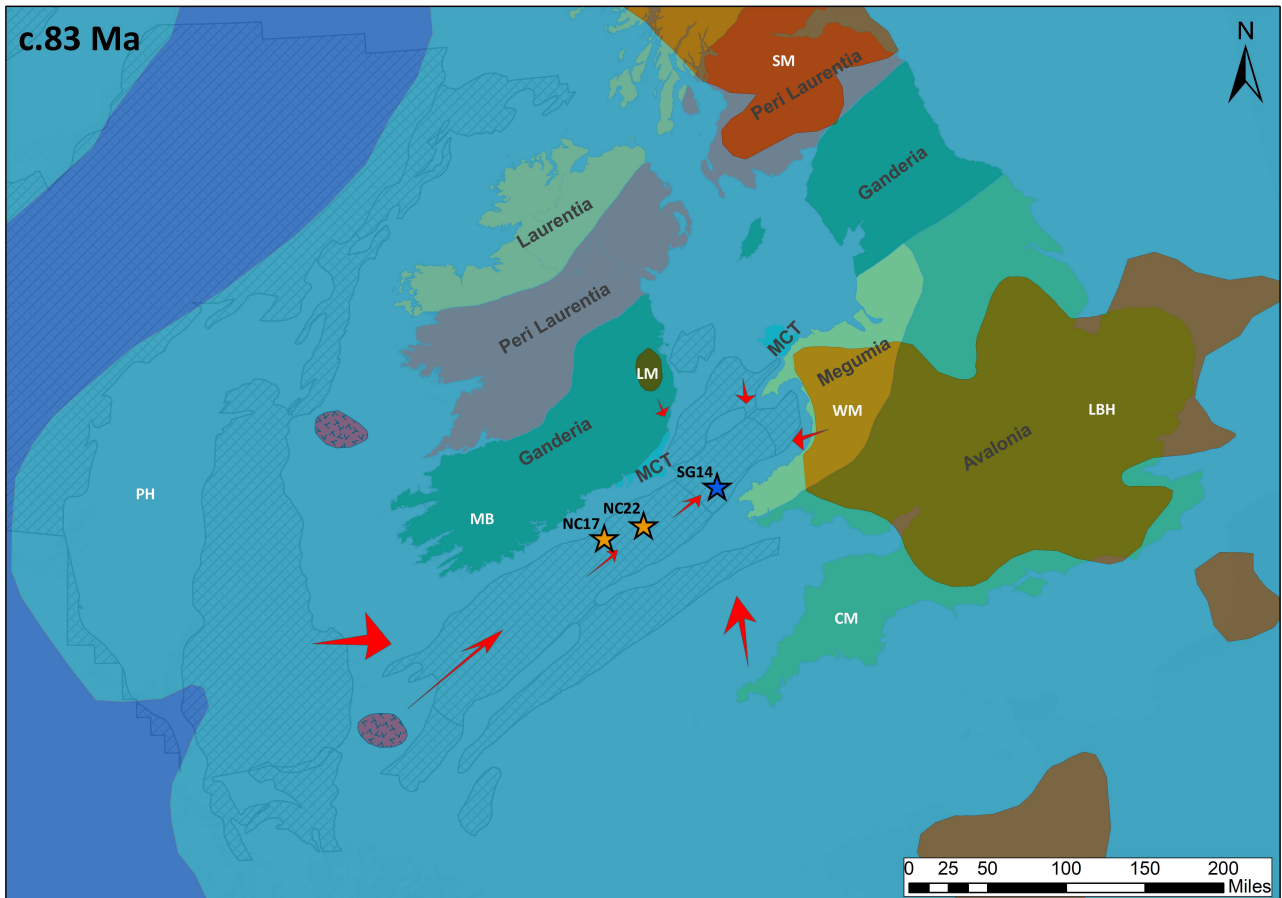 c.83 Ma
N
SM
Peri Laurentia
Ganderia
Laurentia
Peri Laurentia
MCT
Megumia
LM
WM
LBH
Avalonia
Ganderia
MCT
SG14
PH
MB
NC22
NC17
CM
0 25 50 100 150 200
Miles